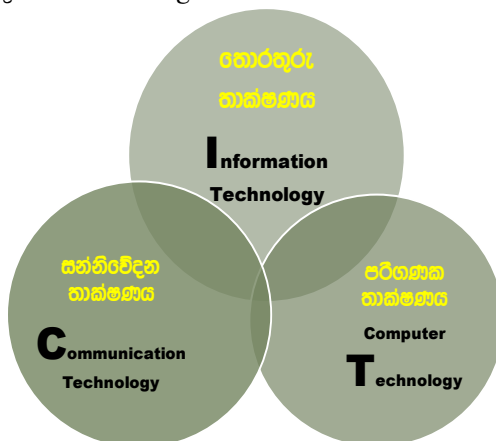 තොරතුරු
තාක්ෂණය
Information
Technology
සන්නිවේදන
තාක්ෂණය
Communication
Technology
පරිගණක
තාක්ෂණය
Computer
Technology